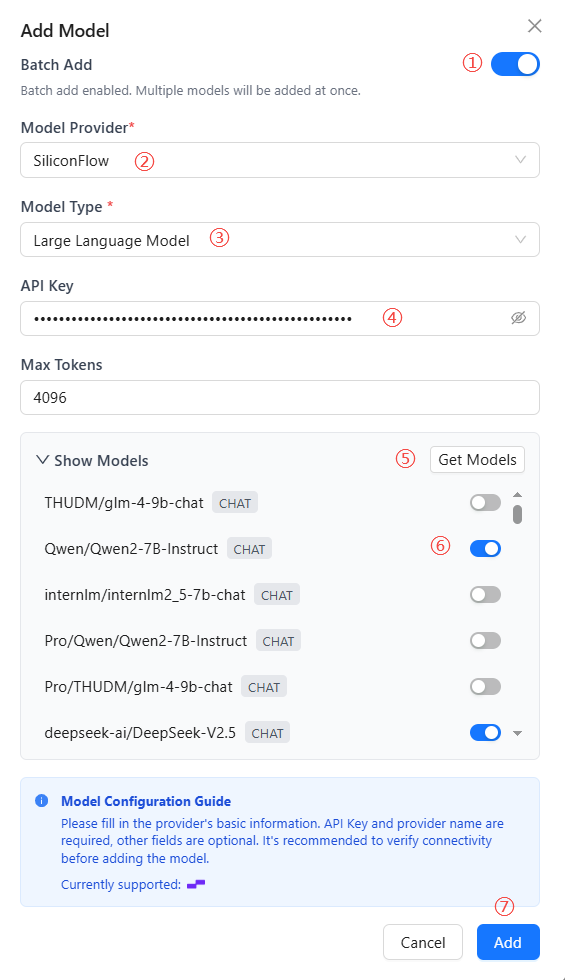 Add Model
Batch Add ①
Batch add enabled. Multiple models will be added at once.
Model Provider*
SiliconFlow ②
Model Type *
Large Language Model ③
API Key
•••••••••••••••••••••••••••••••••••••••••••••••••••• ④
Max Tokens
4096
Show Models ⑤ Get Models
THUDM/glm-4-9b-chat CHAT
Qwen/Qwen2-7B-Instruct CHAT ⑥
internlm/internlm2_5-7b-chat CHAT
Pro/Qwen/Qwen2-7B-Instruct CHAT
Pro/THUDM/glm-4-9b-chat CHAT
deepseek-ai/DeepSeek-V2.5 CHAT
Model Configuration Guide
Please fill in the provider's basic information. API Key and provider name are
required, other fields are optional. It's recommended to verify connectivity
before adding the model.
Currently supported:
⑦
Cancel Add